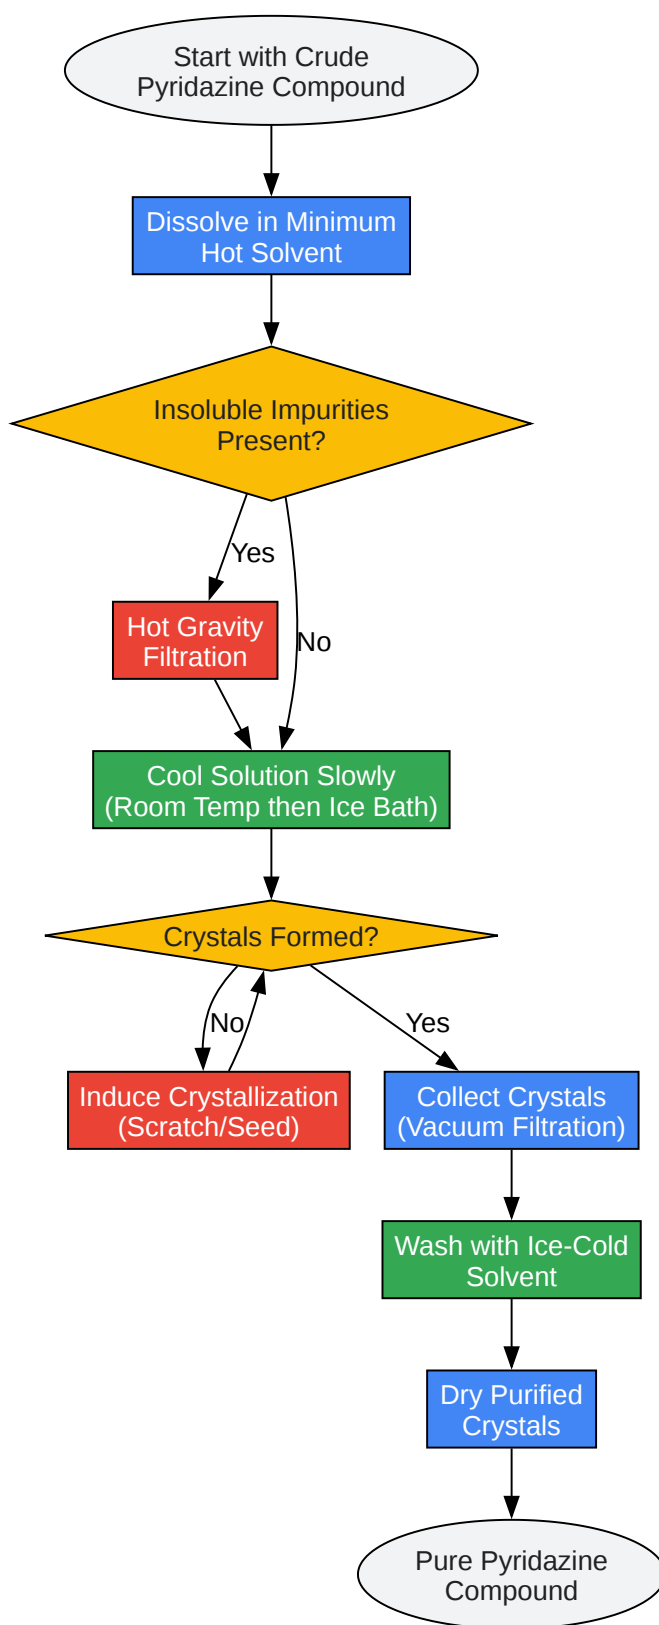 Start with Crude
Pyridazine Compound
Dissolve in Minimum
Hot Solvent
Insoluble Impurities
Present?
Yes
Hot Gravity
Filtration
No
Cool Solution Slowly
(Room Temp then Ice Bath)
Crystals Formed?
No
Yes
Induce Crystallization
(Scratch/Seed)
Collect Crystals
(Vacuum Filtration)
Wash with Ice-Cold
Solvent
Dry Purified
Crystals
Pure Pyridazine
Compound